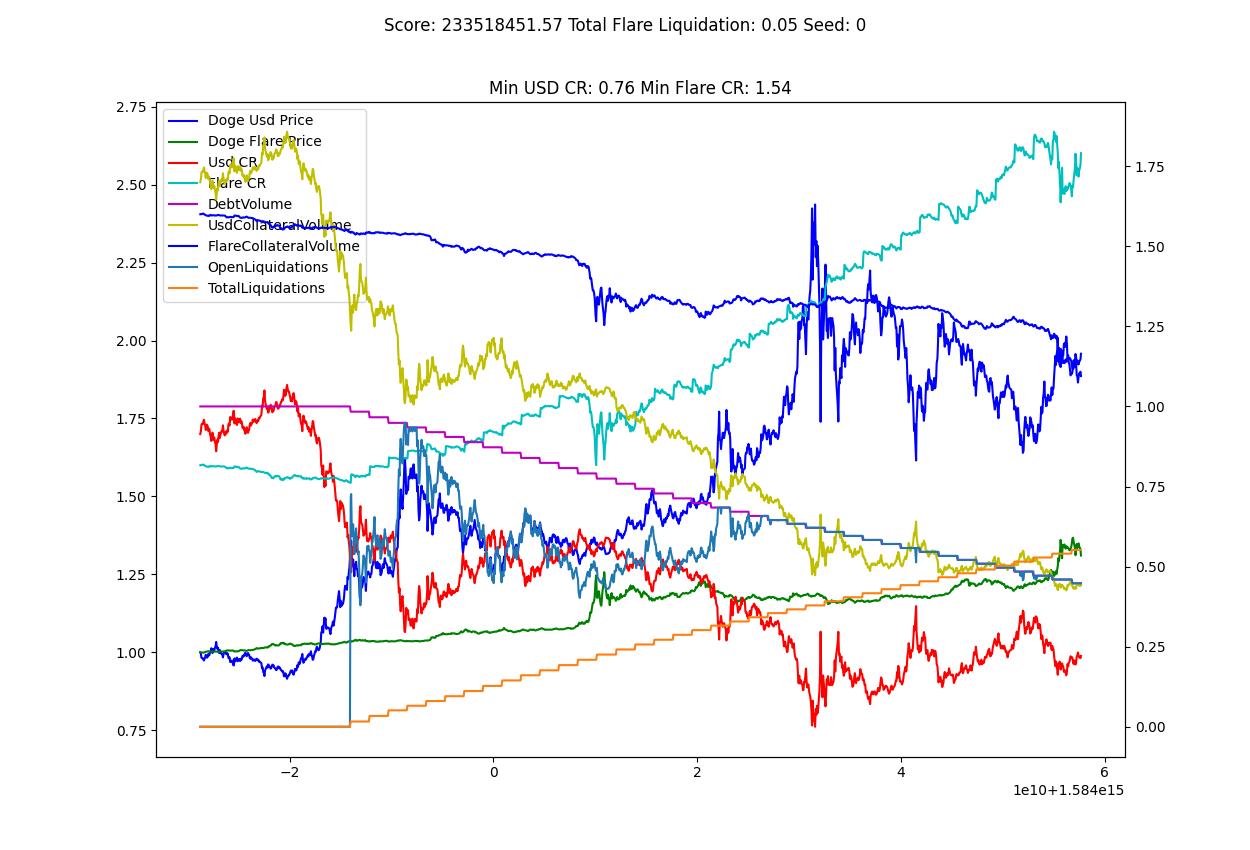 Score: 233518451.57 Total Flare Liquidation: 0.05 Seed: 0
Min USD CR: 0.76 Min Flare CR: 1.54
Doge Usd Price
Doge Flare Price
Usd CR
Flare CR
DebtVolume
UsdCollateralVolume
FlareCollateralVolume
OpenLiquidations
TotalLiquidations
2.75
2.50
2.25
2.00
1.75
1.50
1.25
1.00
0.75
1.75
1.50
1.25
1.00
0.75
0.50
0.25
0.00
−2
0
2
4
6
1e10+1.584e15